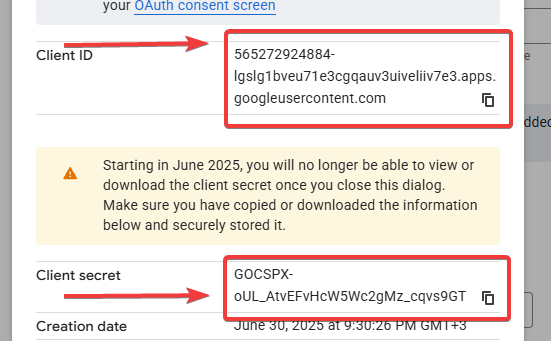 your OAuth consent screen
Client ID
565272924884-
lgslg1bveu71e3cgqauv3uiveliiv7e3.apps.
googleusercontent.com
Starting in June 2025, you will no longer be able to view or
download the client secret once you close this dialog.
Make sure you have copied or downloaded the information
below and securely stored it.
Client secret
GOCSPX-
oUL_AtvEFvHcW5Wc2gMz_cqvs9GT
Creation date
June 30, 2025 at 9:30:26 PM GMT+3